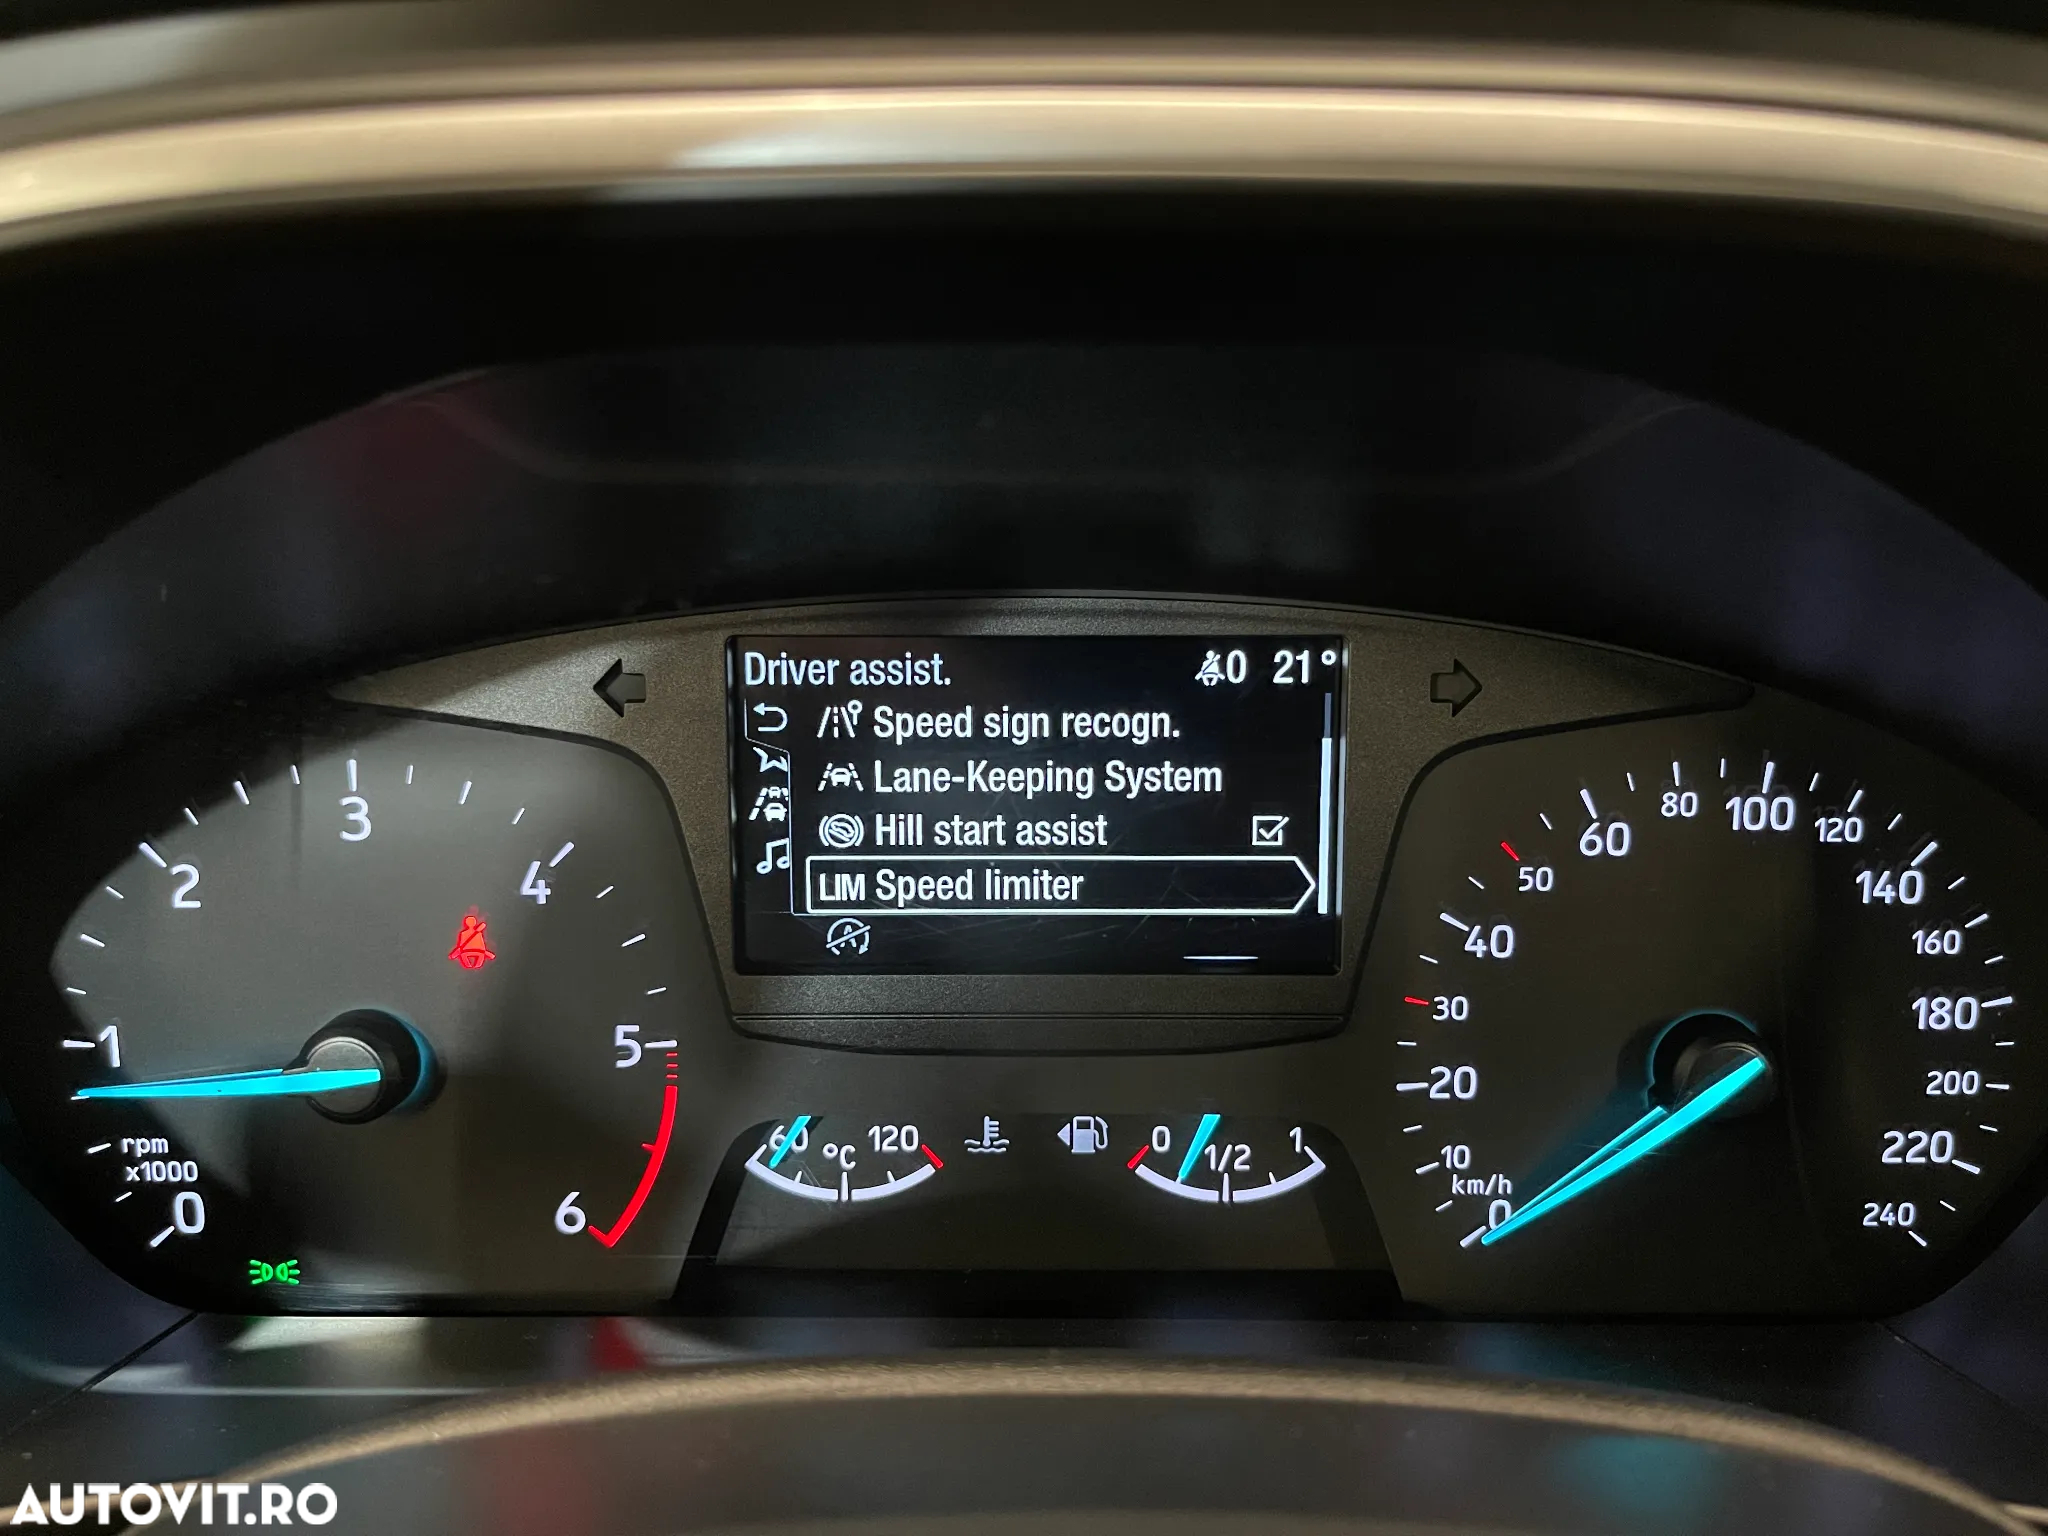 Driver assist. 0 21°
Speed sign recogn.
Lane-Keeping System
Hill start assist
LIM Speed limiter
0
1
2
3
4
5
6
rpm
x1000
60
°C
120
0
1/2
1
0
10
20
30
40
50
60
80
100
120
140
160
180
200
220
240
km/h
AUTOVIT.RO